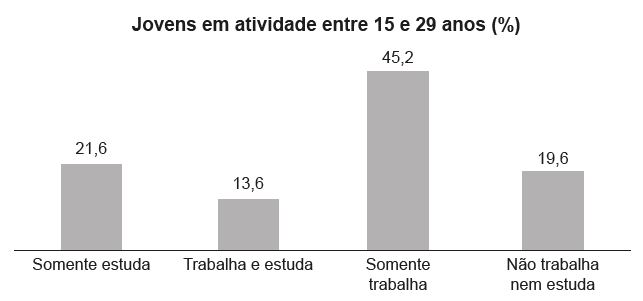 Jovens em atividade entre 15 e 29 anos (%)
45,2
21,6
19,6
13,6
Somente estuda
Trabalha e estuda
Somente
trabalha
Não trabalha
nem estuda